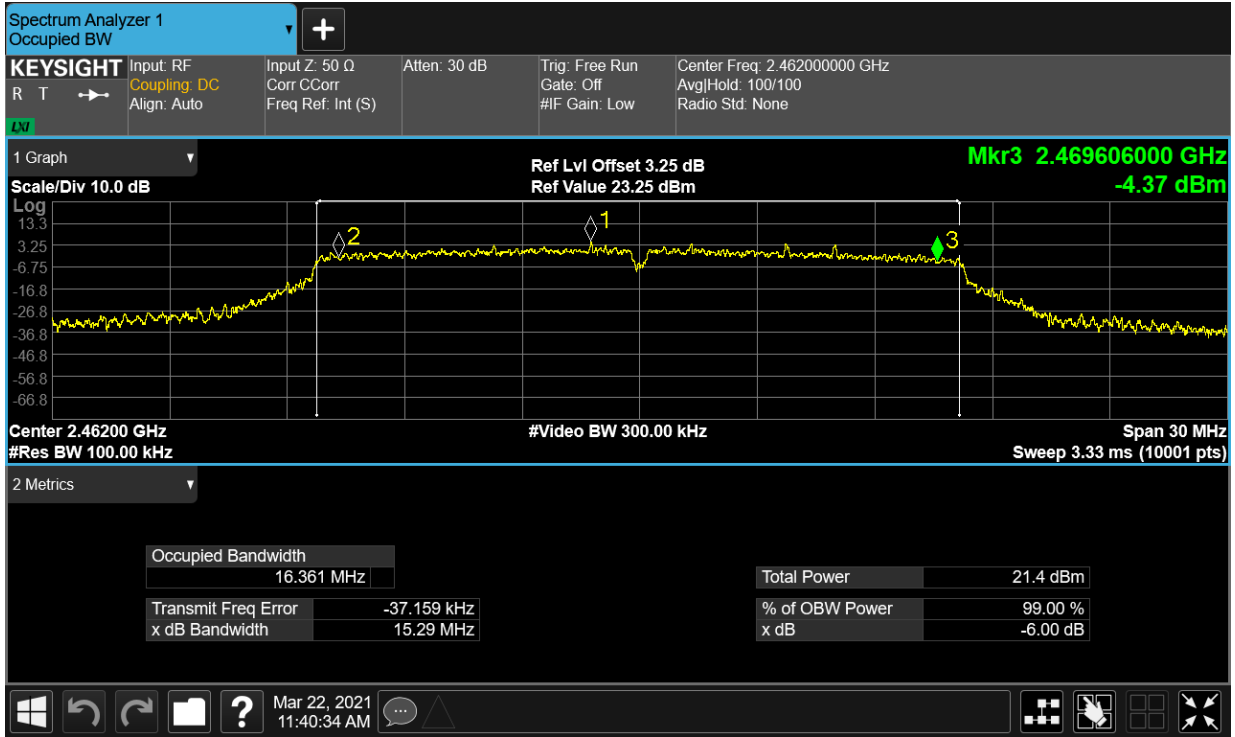 Spectrum Analyzer 1
Occupied BW
KEYSIGHT
R T
LXI
Input: RF
Coupling: DC
Align: Auto
Input Z: 50 Ω
Corr CCorr
Freq Ref: Int (S)
Atten: 30 dB
Trig: Free Run
Gate: Off
#IF Gain: Low
Center Freq: 2.462000000 GHz
Avg|Hold: 100/100
Radio Std: None
1 Graph
Scale/Div 10.0 dB
Ref Lvl Offset 3.25 dB
Ref Value 23.25 dBm
Mkr3 2.469606000 GHz
-4.37 dBm
Log
13.3
3.25
-6.75
-16.8
-26.8
-36.8
-46.8
-56.8
-66.8
2
1
3
Center 2.46200 GHz
#Res BW 100.00 kHz
#Video BW 300.00 kHz
Span 30 MHz
Sweep 3.33 ms (10001 pts)
2 Metrics
Occupied Bandwidth
16.361 MHz
Transmit Freq Error -37.159 kHz
x dB Bandwidth 15.29 MHz
Total Power 21.4 dBm
% of OBW Power 99.00 %
x dB -6.00 dB
?
Mar 22, 2021
11:40:34 AM